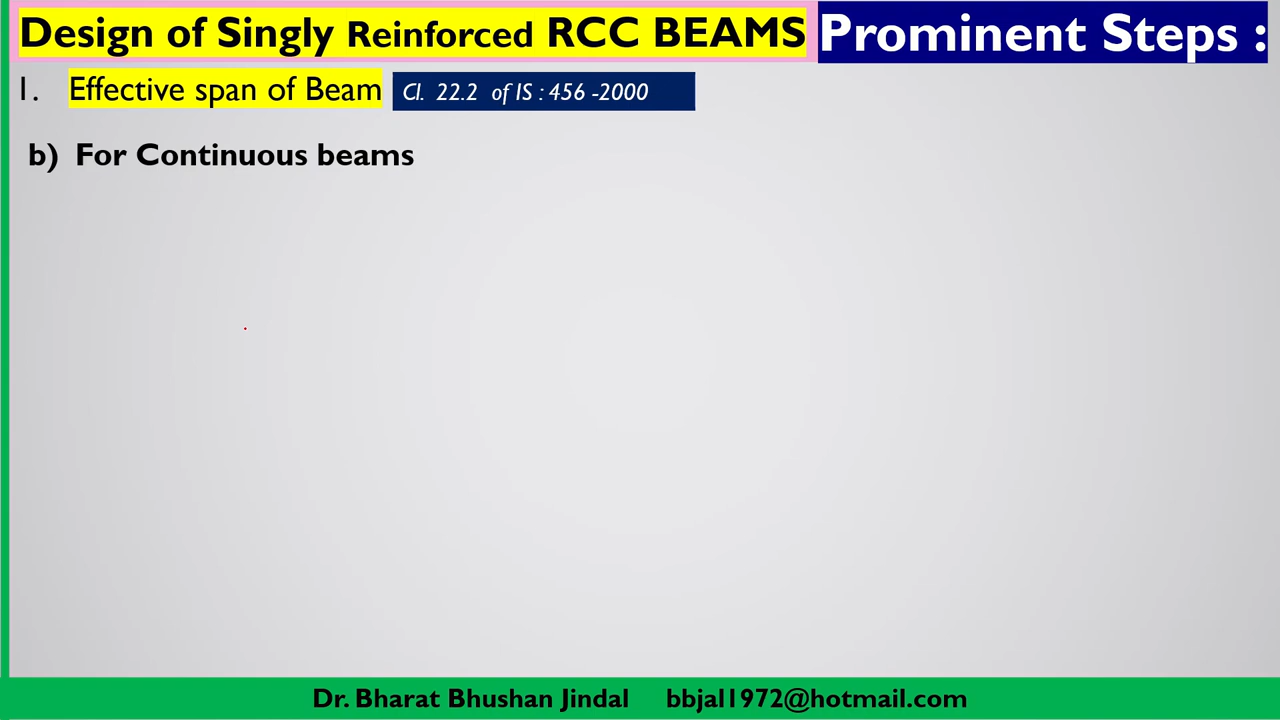 Design of Singly Reinforced RCC BEAMS Prominent Steps :
1. Effective span of Beam Cl. 22.2 of IS : 456 -2000
b) For Continuous beams
Dr. Bharat Bhushan Jindal bbjal1972@hotmail.com